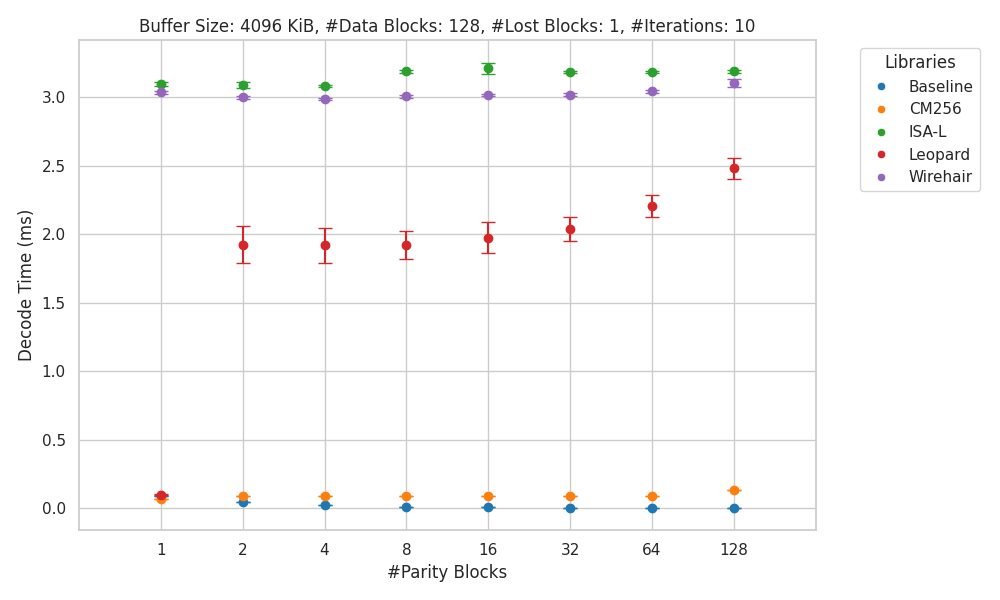 Buffer Size: 4096 KiB, #Data Blocks: 128, #Lost Blocks: 1, #Iterations: 10
Libraries
Baseline
CM256
ISA-L
Leopard
Wirehair
Decode Time (ms)
3.0
2.5
2.0
1.5
1.0
0.5
0.0
1 2 4 8 16 32 64 128
#Parity Blocks